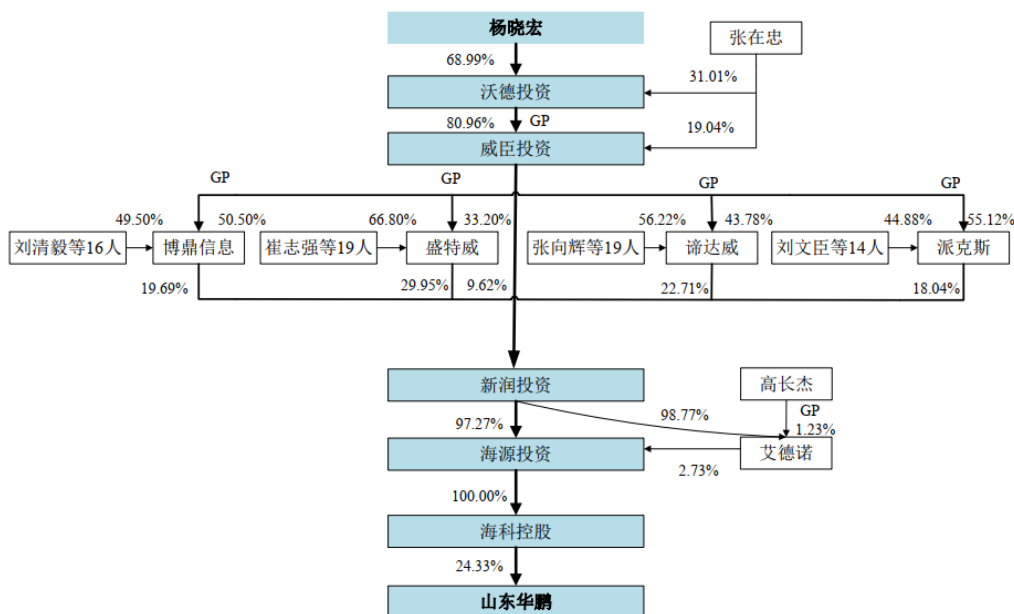 杨晓宏
张在忠
68.99%
31.01%
沃德投资
80.96%
GP
19.04%
威臣投资
GP
GP
GP
GP
49.50%
50.50%
66.80%
33.20%
56.22%
43.78%
44.88%
55.12%
刘清毅等16人
博鼎信息
崔志强等19人
盛特威
张向辉等19人
谛达威
刘文臣等14人
派克斯
19.69%
29.95%
9.62%
22.71%
18.04%
新润投资
高长杰
97.27%
98.77%
GP
1.23%
海源投资
艾德诺
2.73%
100.00%
海科控股
24.33%
山东华鹏